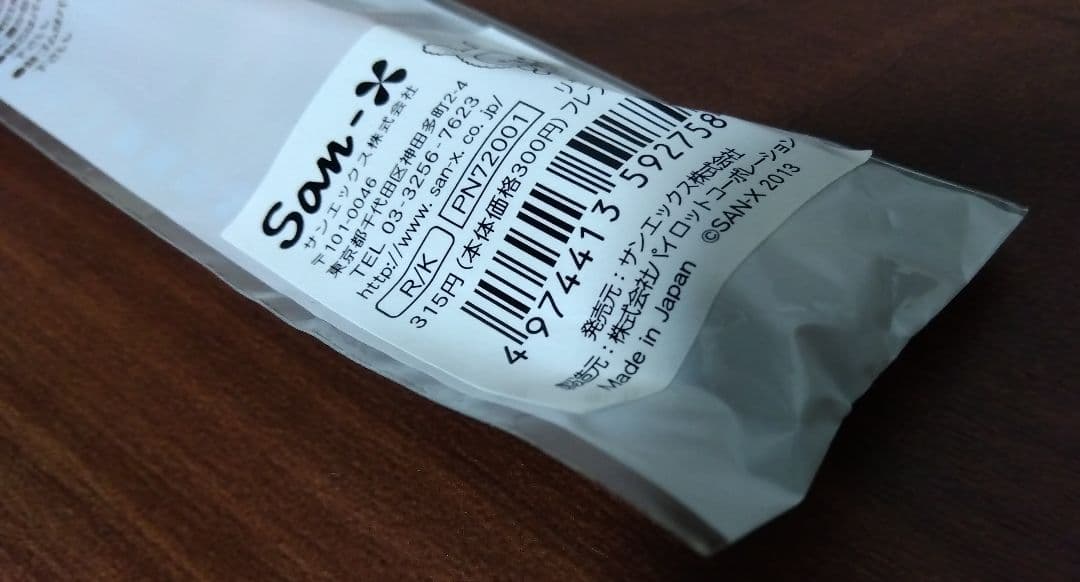 San-X
サンエックス株式会社
〒101-0046
東京都千代田区神田多町2-4
TEL 03-3256-7623
http://www.san-x.co.jp/
R/K PN72001
315円(本体価格300円)
4974413 592758
発売元:サンエックス株式会社
製造元:株式会社パイロットコーポレーション
Made in Japan ©SAN-X 2013